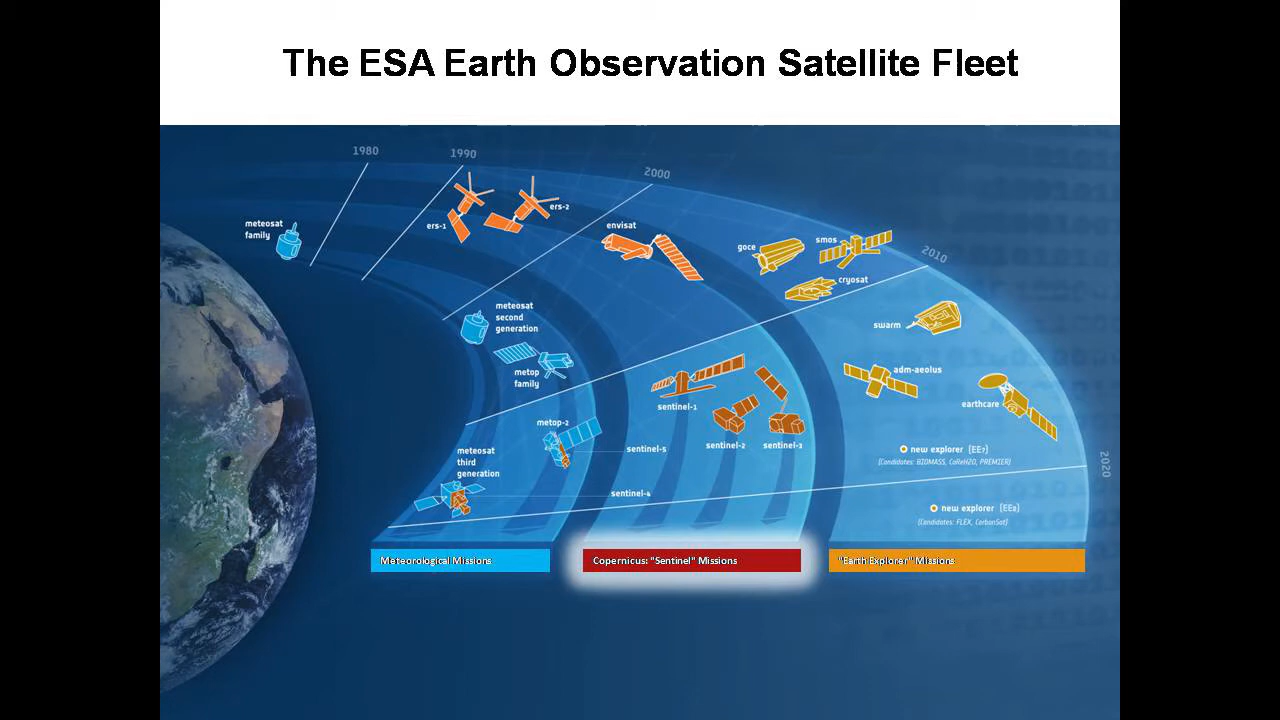 The ESA Earth Observation Satellite Fleet
1980
1990
2000
2010
2020
meteosat
family
ers-1
ers-2
envisat
goce
smos
cryosat
meteosat
second
generation
metop
family
swarm
adm-aeolus
earthcare
sentinel-1
sentinel-2
sentinel-3
metop-2
sentinel-5
meteosat
third
generation
sentinel-4
new explorer (EE7)
(Candidates: BIOMASS, CoReH2O, PREMIER)
new explorer (EE8)
(Candidates: FLEX, CarbonSat)
Meteorological Missions
Copernicus: "Sentinel" Missions
"Earth Explorer" Missions